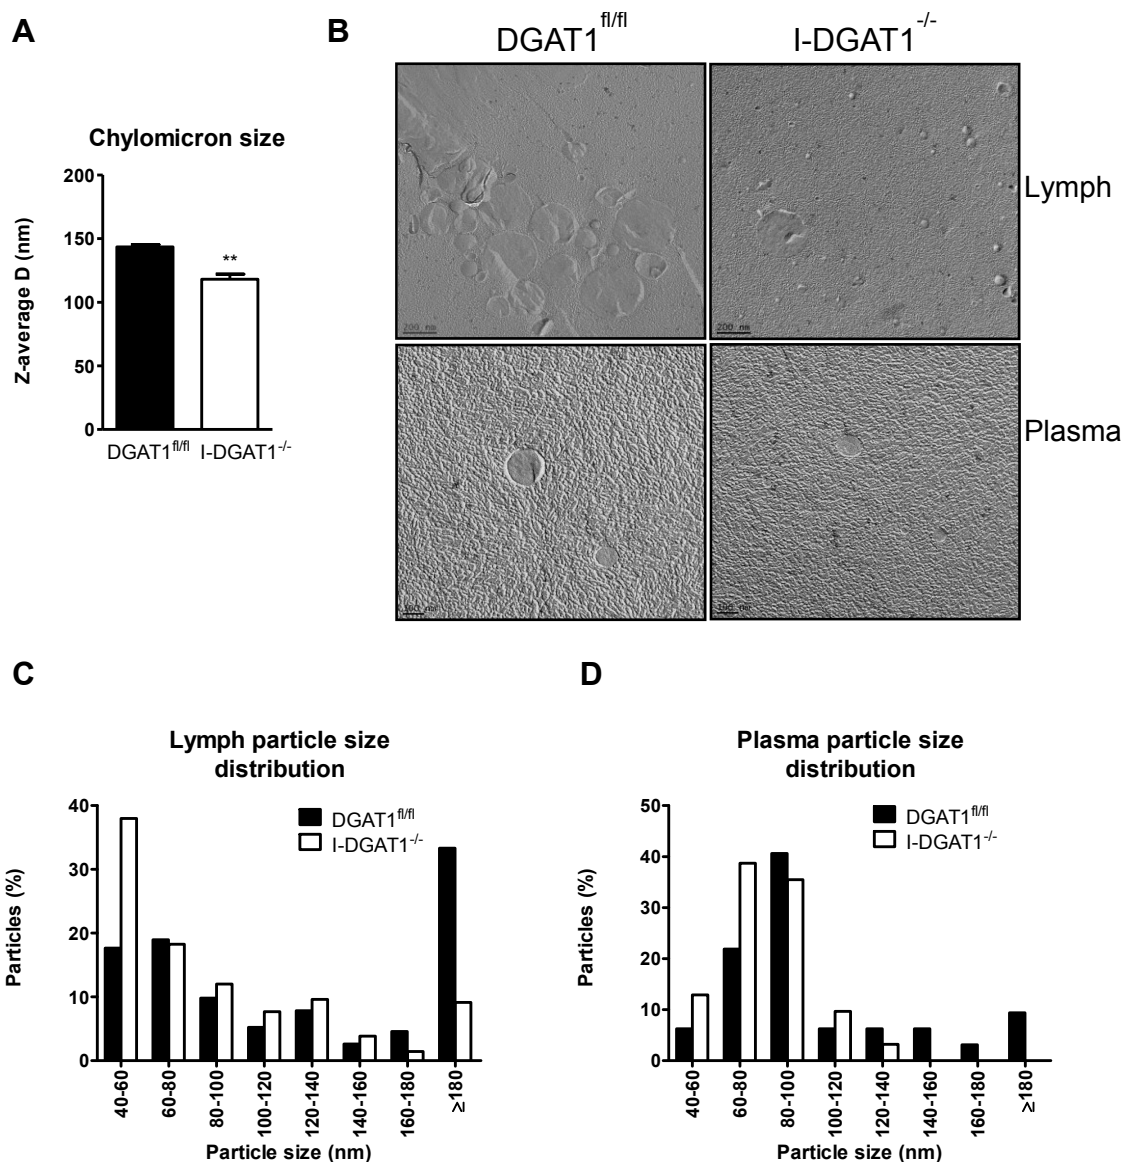 A
B
DGAT1fl/fl
I-DGAT1-/-
Chylomicron size
200
150
100
50
0
Z-average D (nm)
**
DGAT1fl/fl
I-DGAT1-/-
Lymph
Plasma
200 nm
200 nm
100 nm
100 nm
C
Lymph particle size
distribution
40
30
20
10
0
Particles (%)
DGAT1fl/fl
I-DGAT1-/-
40-60
60-80
80-100
100-120
120-140
140-160
160-180
≥180
Particle size (nm)
D
Plasma particle size
distribution
50
40
30
20
10
0
Particles (%)
DGAT1fl/fl
I-DGAT1-/-
40-60
60-80
80-100
100-120
120-140
140-160
160-180
≥180
Particle size (nm)